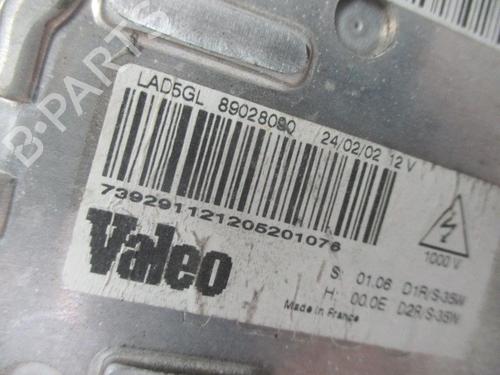 B-PARTS
LAD5GL 89028080 24/02/02 12 V
739291121205201076
Valeo
1000 V
S: 01.06 D1R/S-35W
H: 00.0E D2R/S-35W
Made in France